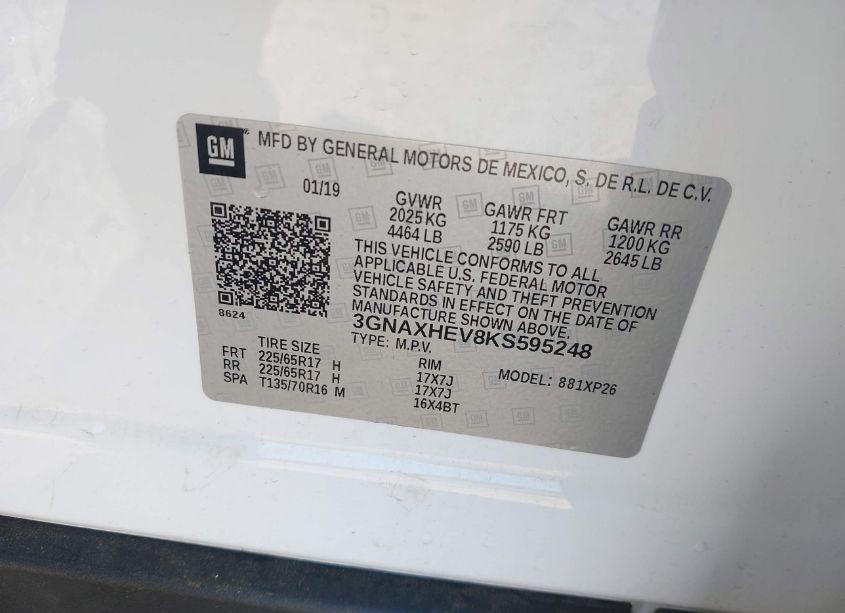 GM ® MFD BY GENERAL MOTORS DE MEXICO, S. DE R.L. DE C.V.
01/19
GVWR GAWR FRT GAWR RR
2025 KG 1175 KG 1200 KG
4464 LB 2590 LB 2645 LB
THIS VEHICLE CONFORMS TO ALL
APPLICABLE U.S. FEDERAL MOTOR
VEHICLE SAFETY AND THEFT PREVENTION
STANDARDS IN EFFECT ON THE DATE OF
MANUFACTURE SHOWN ABOVE.
8624
3GNAXHEV8KS595248
TYPE: M.P.V.
TIRE SIZE RIM MODEL: 881XP26
FRT 225/65R17 H 17X7J
RR 225/65R17 H 17X7J
SPA T135/70R16 M 16X4BT